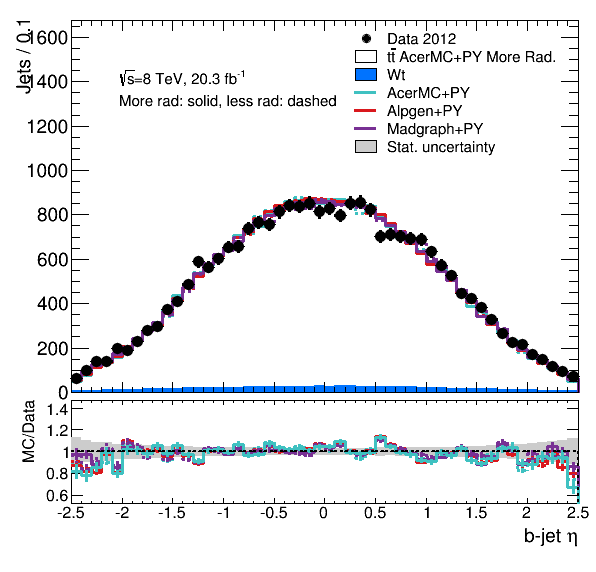 Jets / 0.1
1600
1400
1200
1000
800
600
400
200
0
√s=8 TeV, 20.3 fb-1
More rad: solid, less rad: dashed
Data 2012
tt̄ AcerMC+PY More Rad.
Wt
AcerMC+PY
Alpgen+PY
Madgraph+PY
Stat. uncertainty
MC/Data
1.4
1.2
1
0.8
0.6
-2.5 -2 -1.5 -1 -0.5 0 0.5 1 1.5 2 2.5
b-jet η